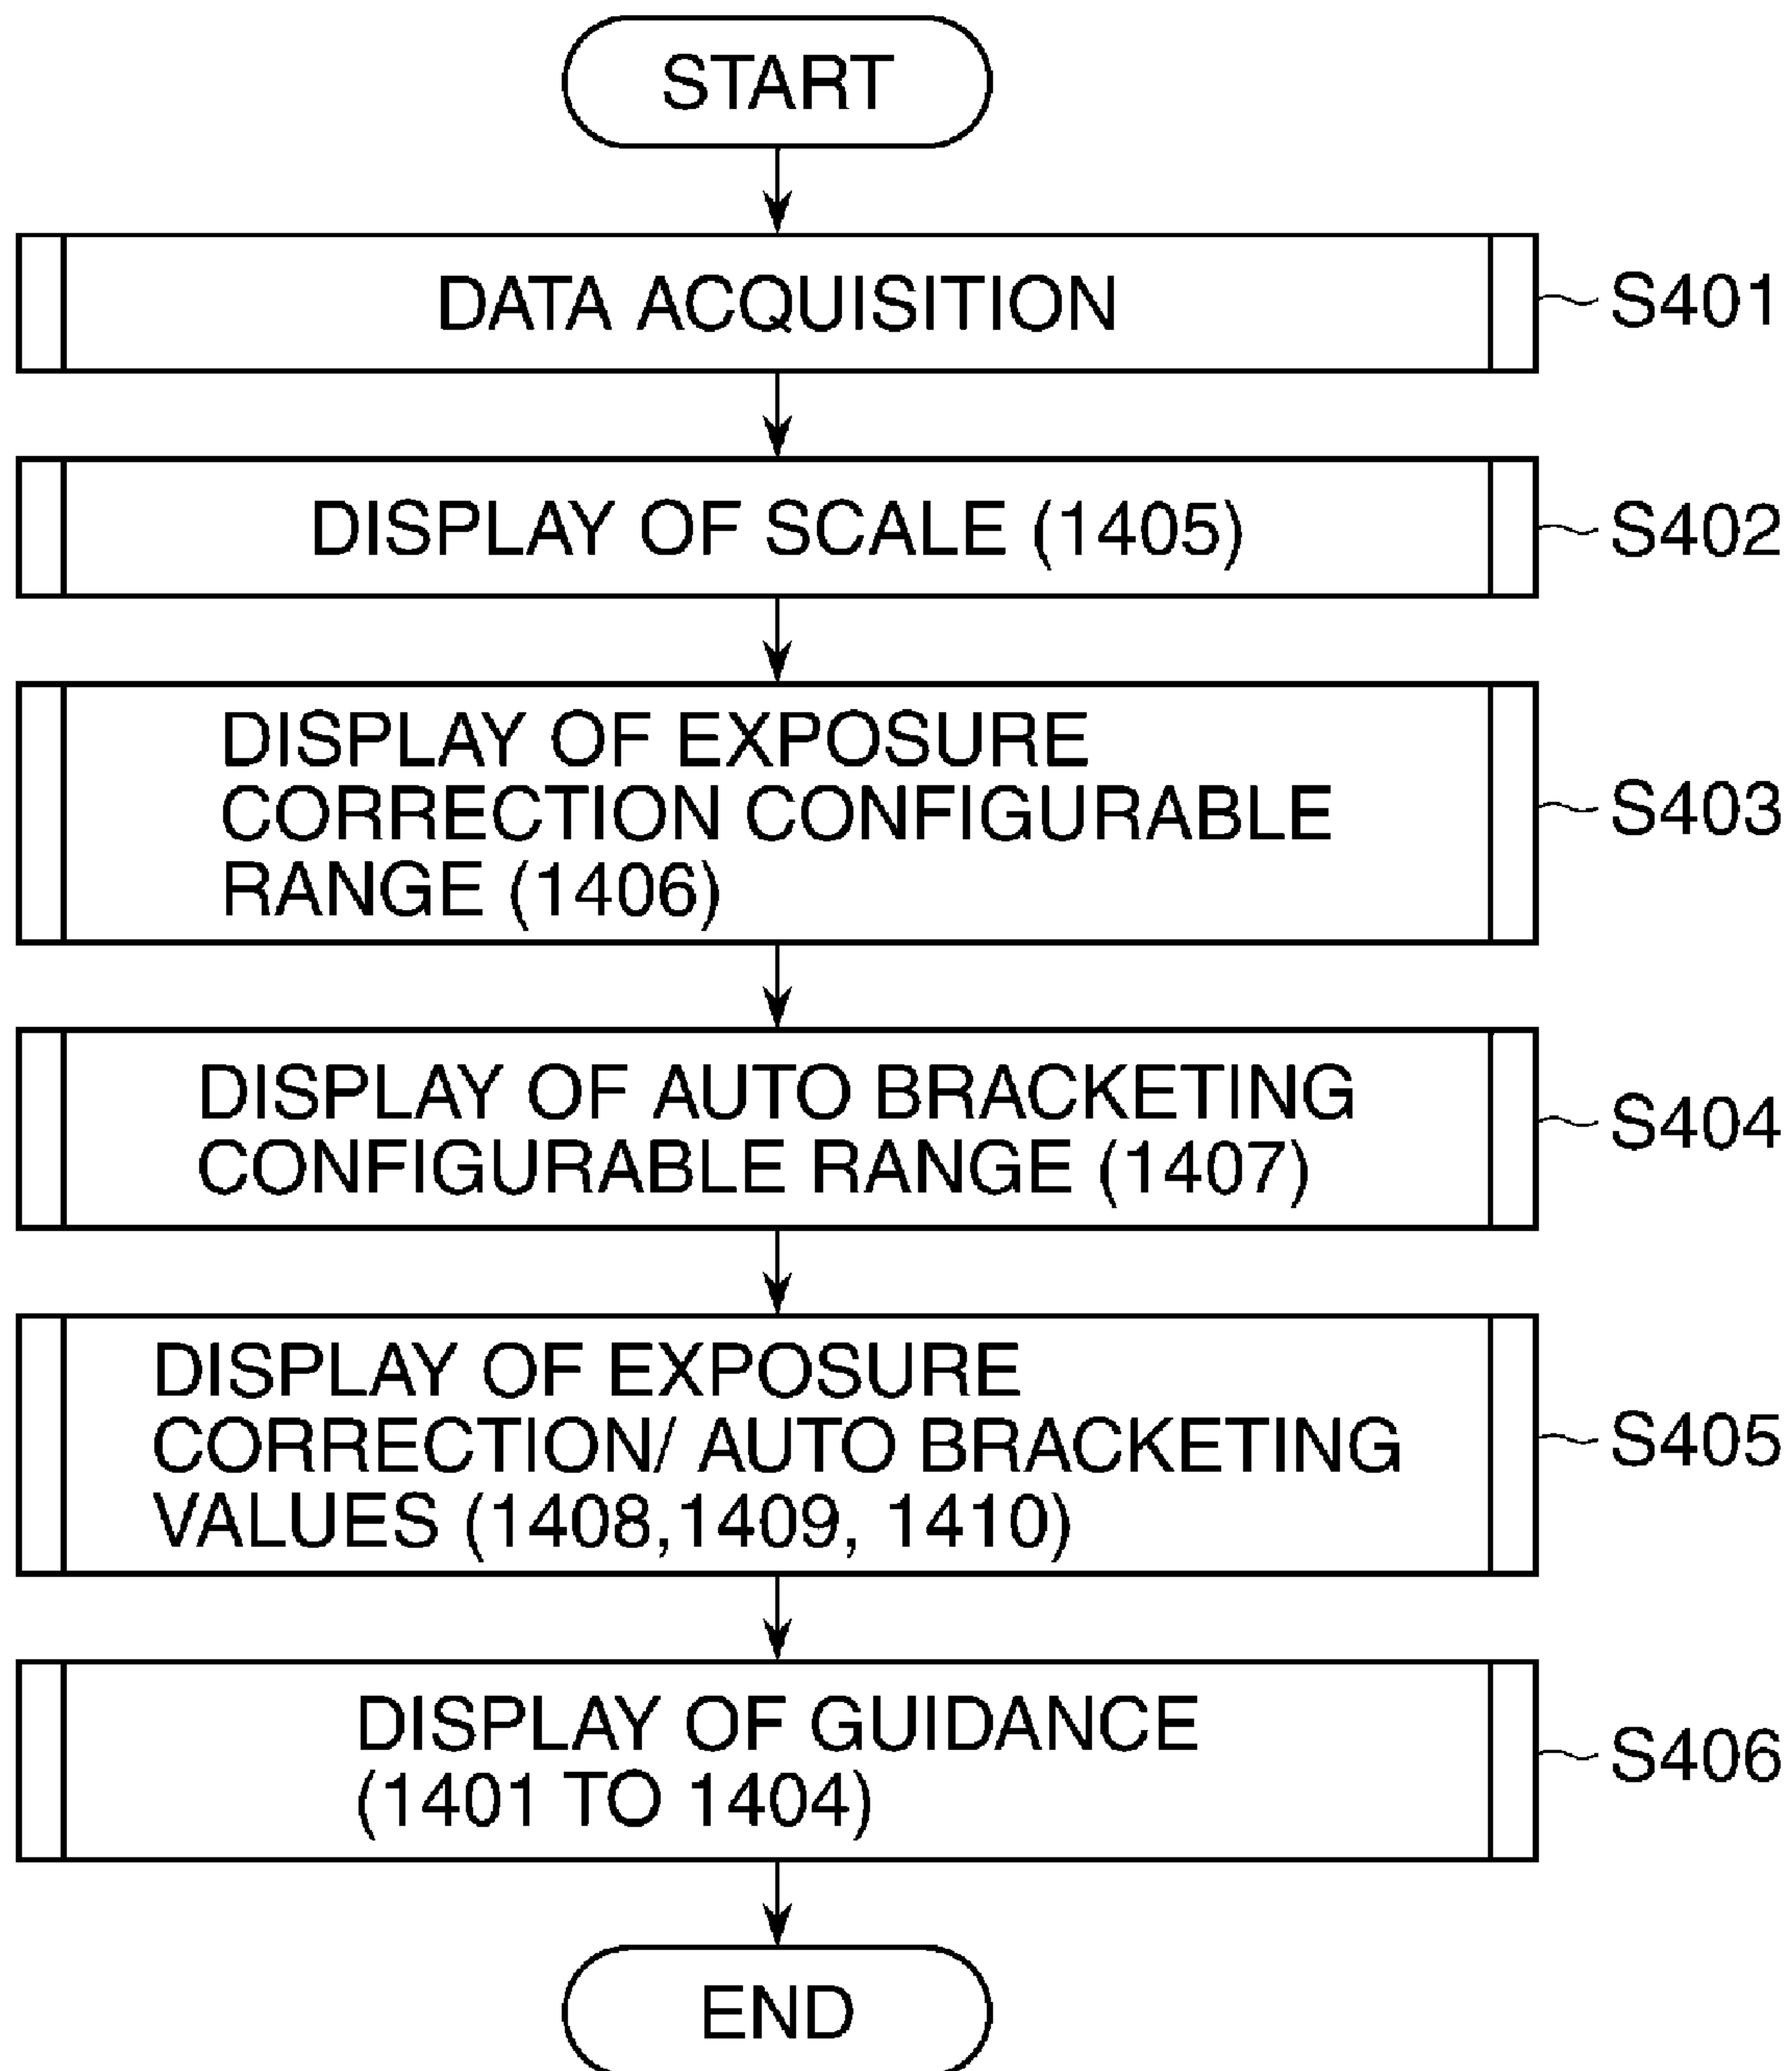 START
DATA ACQUISITION
S401
DISPLAY OF SCALE (1405)
S402
DISPLAY OF EXPOSURE
CORRECTION CONFIGURABLE
RANGE (1406)
S403
DISPLAY OF AUTO BRACKETING
CONFIGURABLE RANGE (1407)
S404
DISPLAY OF EXPOSURE
CORRECTION/ AUTO BRACKETING
VALUES (1408,1409, 1410)
S405
DISPLAY OF GUIDANCE
(1401 TO 1404)
S406
END